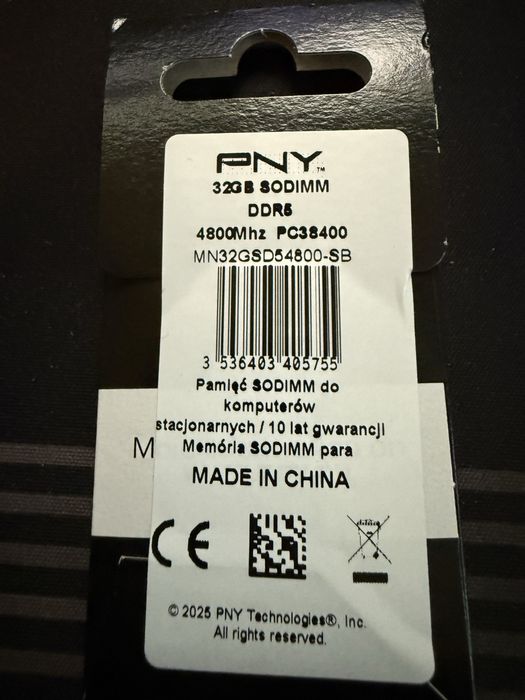 PNY™
32GB SODIMM
DDR5
4800Mhz PC38400
MN32GSD54800-SB
3 536403 405755
Pamięć SODIMM do
komputerów
stacjonarnych / 10 lat gwarancji
Memória SODIMM para
MADE IN CHINA
CE
© 2025 PNY Technologies®, Inc.
All rights reserved.